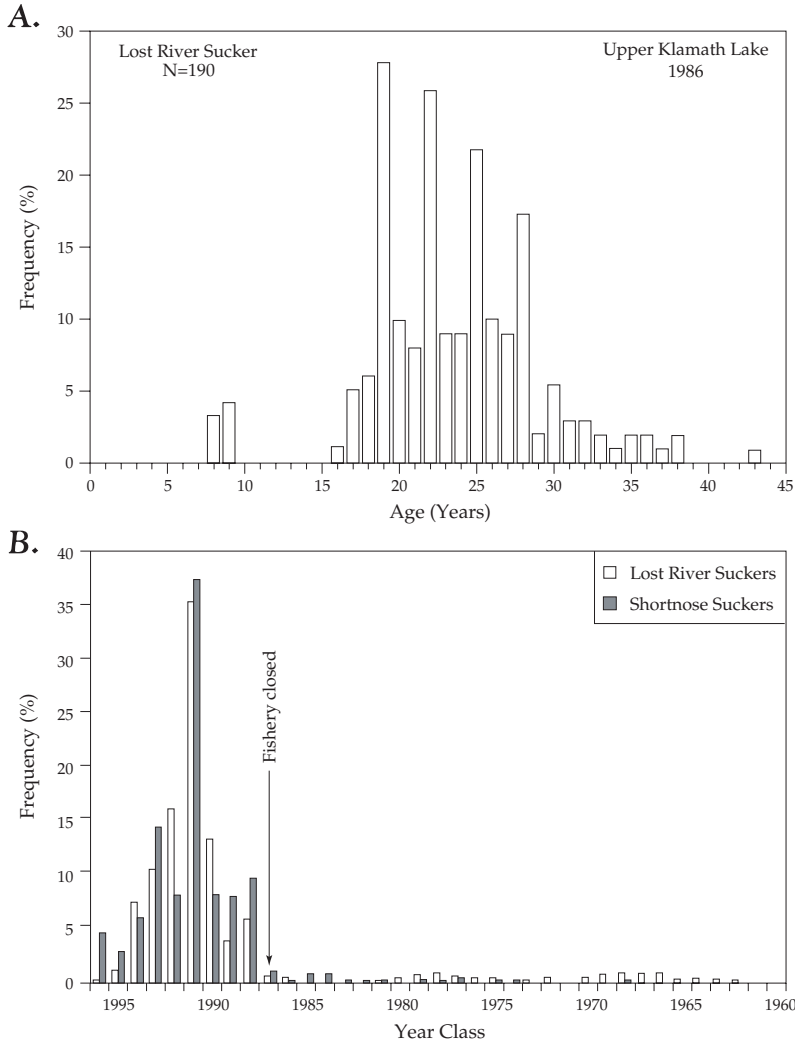 A.
Lost River Sucker
N=190
Upper Klamath Lake
1986
Frequency (%)
30
25
20
15
10
5
0
0 5 10 15 20 25 30 35 40 45
Age (Years)
B.
Lost River Suckers
Shortnose Suckers
Fishery closed
Frequency (%)
40
35
30
25
20
15
10
5
0
1995 1990 1985 1980 1975 1970 1965 1960
Year Class